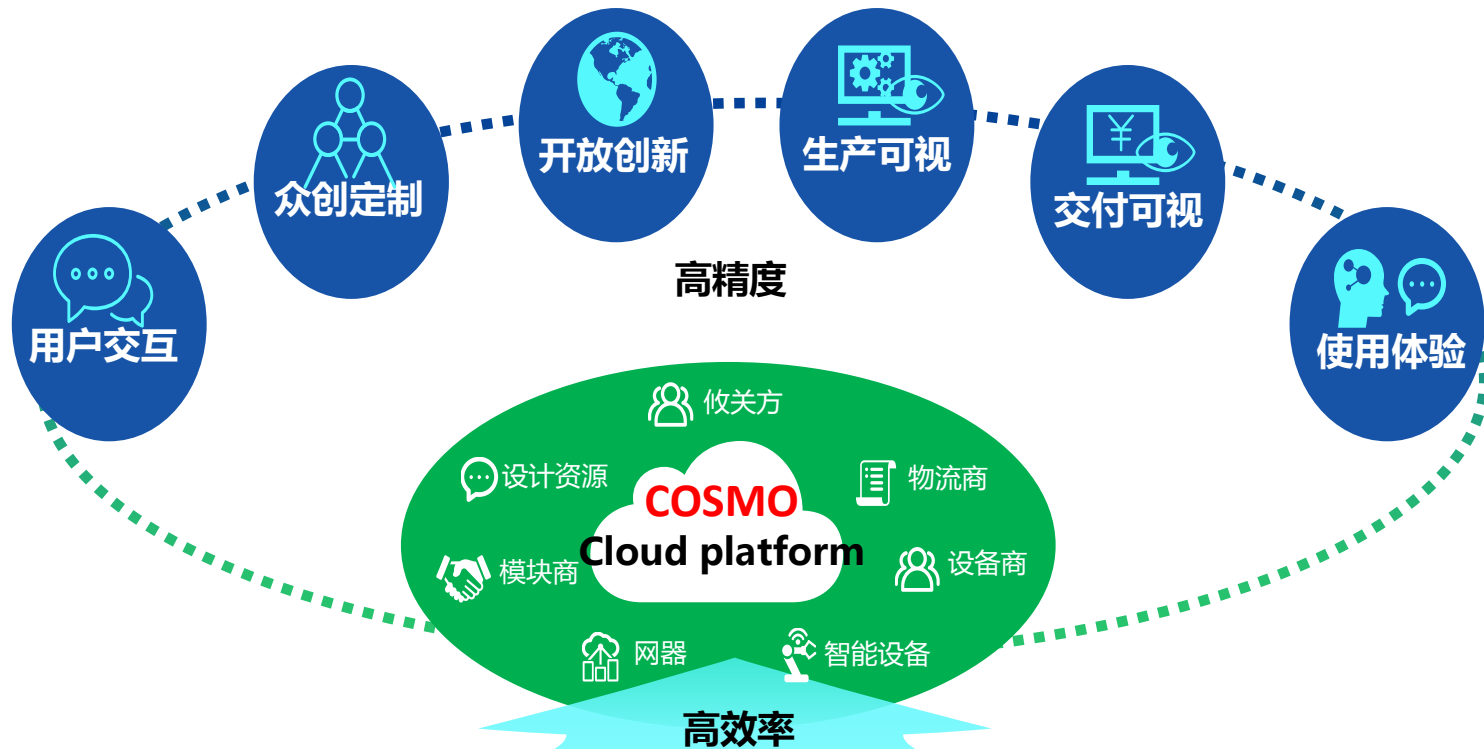 开放创新
生产可视
众创定制
交付可视
高精度
用户交互
使用体验
攸关方
设计资源
物流商
COSMO
Cloud platform
模块商
设备商
网器
智能设备
高效率
¥